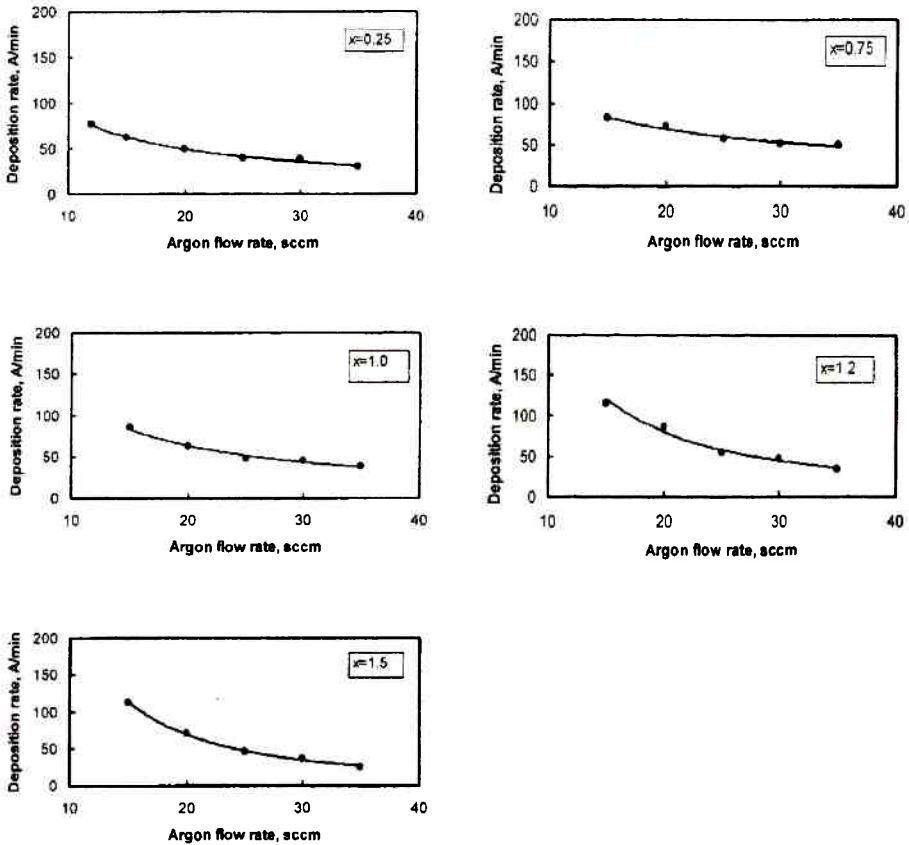 Deposition rate, A/min
200
150
100
50
0
x=0.25
10 20 30 40
Argon flow rate, sccm
Deposition rate, A/min
200
150
100
50
0
x=0.75
10 20 30 40
Argon flow rate, sccm
Deposition rate, A/min
200
150
100
50
0
x=1.0
10 20 30 40
Argon flow rate, sccm
Deposition rate, A/min
200
150
100
50
0
x=1.2
10 20 30 40
Argon flow rate, sccm
Deposition rate, A/min
200
150
100
50
0
x=1.5
10 20 30 40
Argon flow rate, sccm